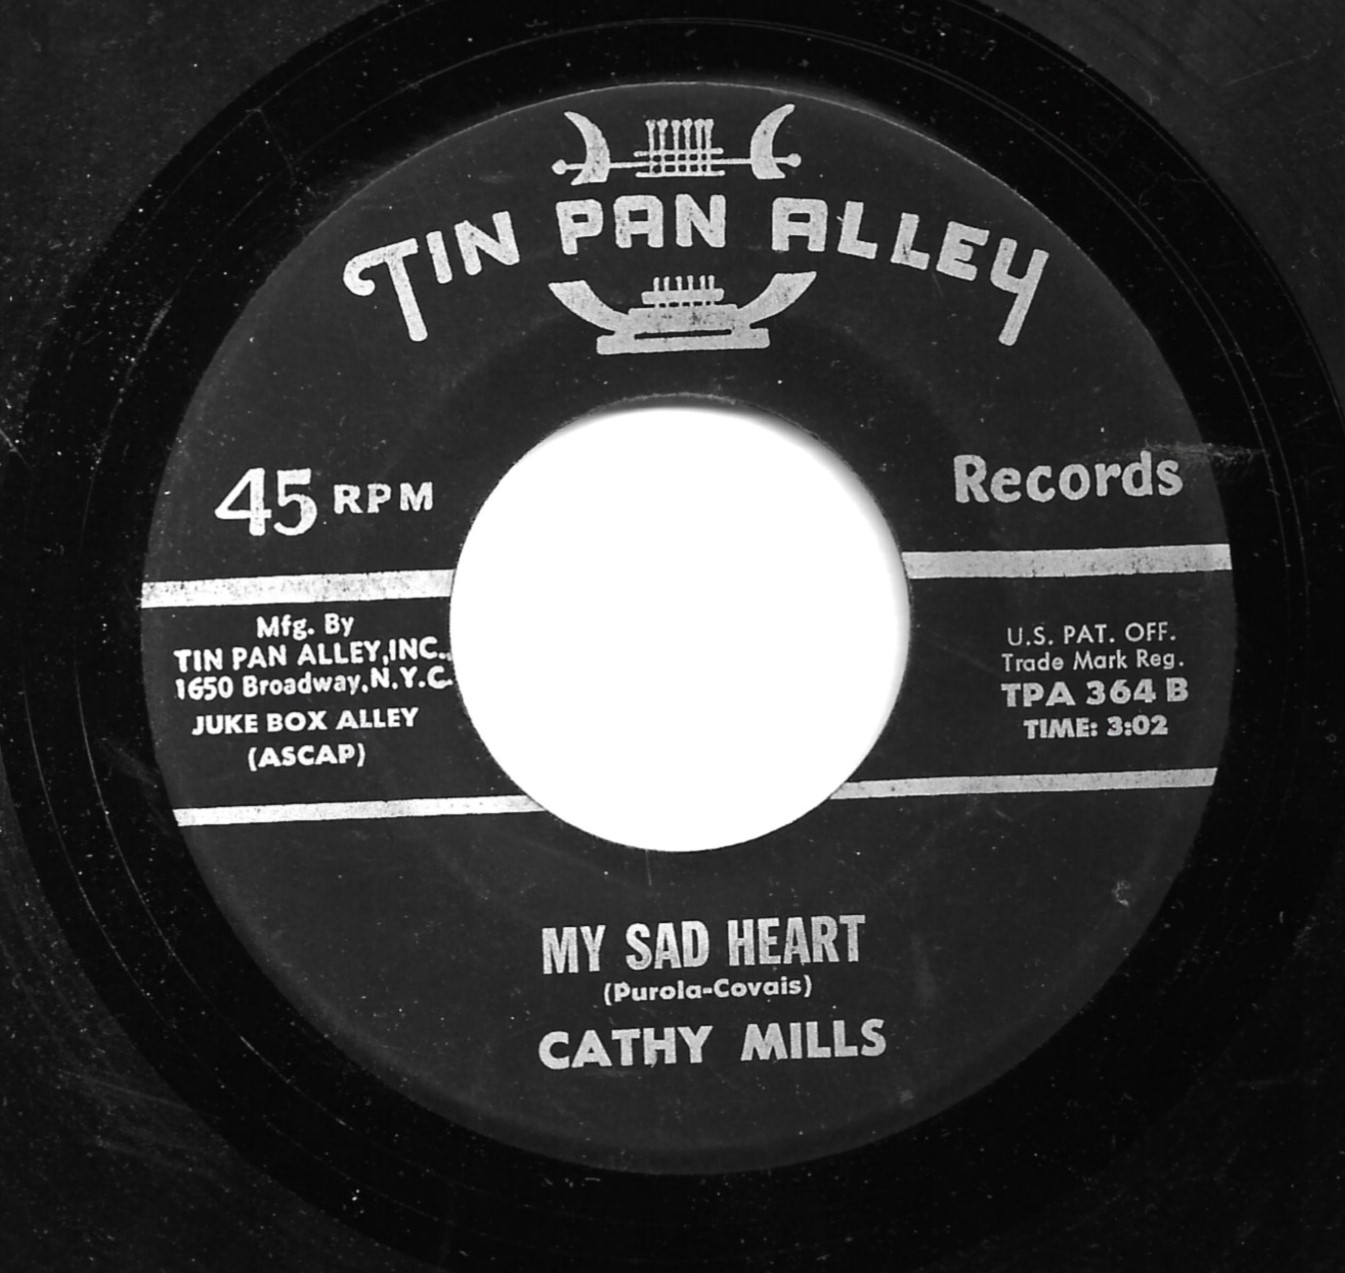 TIN PAN ALLEY
45 RPM
Records
Mfg. By
TIN PAN ALLEY, INC.,
1650 Broadway, N.Y.C.
JUKE BOX ALLEY
(ASCAP)
U.S. PAT. OFF.
Trade Mark Reg.
TPA 364 B
TIME: 3:02
MY SAD HEART
(Purola-Covais)
CATHY MILLS